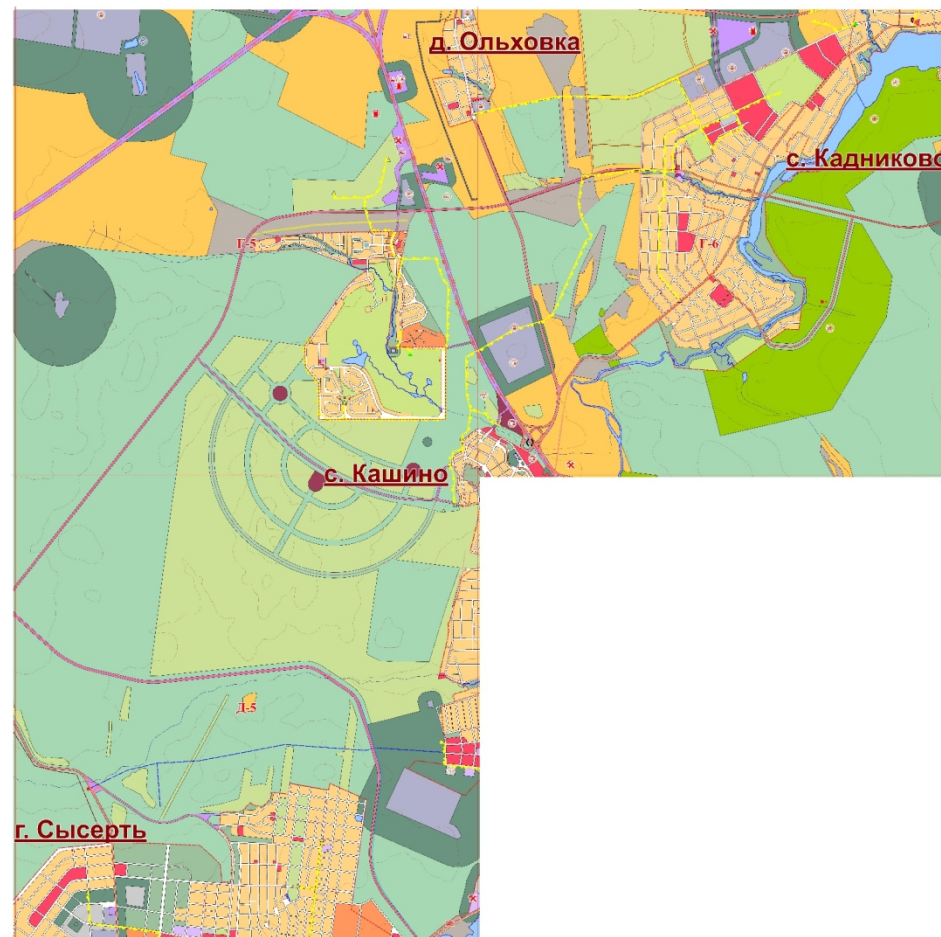 д. Ольховка
с. Кадниково
Г-5
Г-6
с. Кашино
Д-5
г. Сысерть